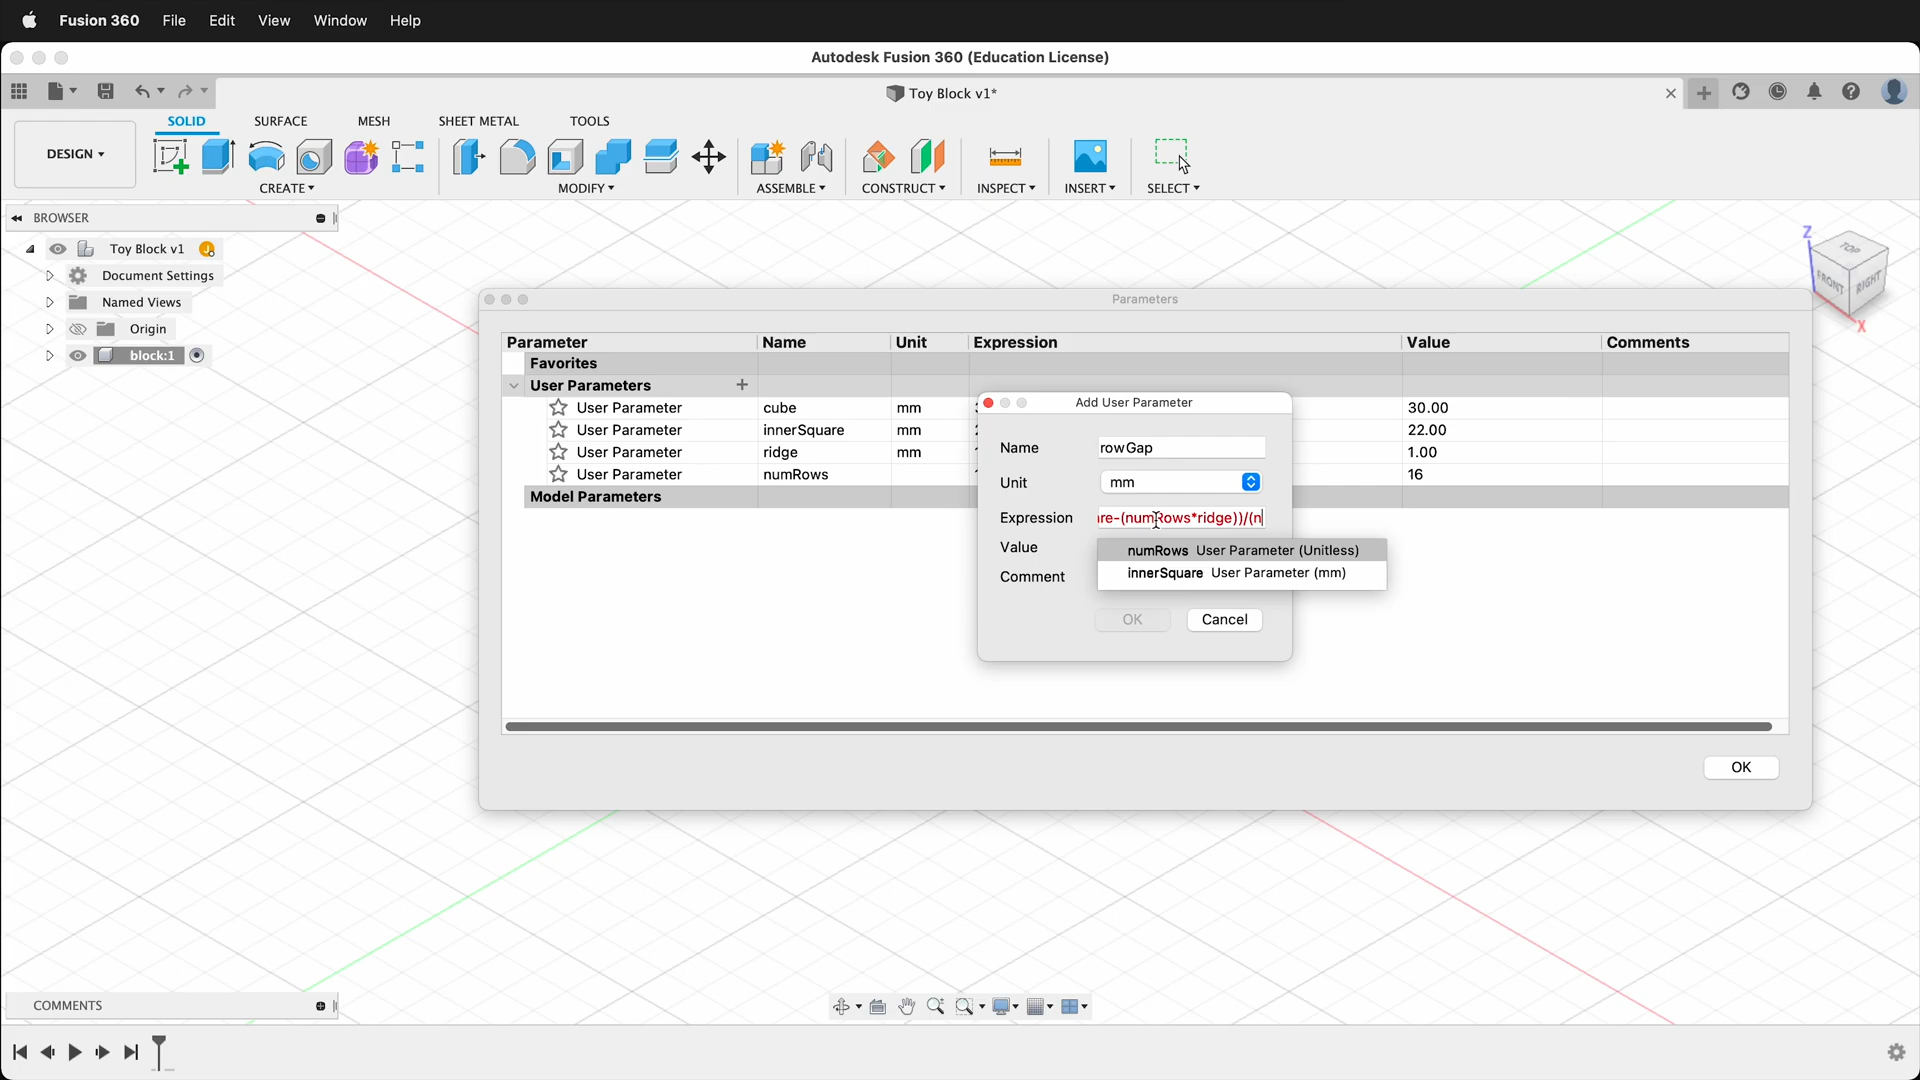 Fusion 360 File Edit View Window Help
Autodesk Fusion 360 (Education License)
Toy Block v1*
SOLID SURFACE MESH SHEET METAL TOOLS
DESIGN
CREATE MODIFY ASSEMBLE CONSTRUCT INSPECT INSERT SELECT
BROWSER
Toy Block v1
Document Settings
Named Views
Origin
block:1
Z
TOP
FRONT
RIGHT
X
Parameters
Parameter Name Unit Expression Value Comments
Favorites
User Parameters
User Parameter cube mm 30.00
User Parameter innerSquare mm 22.00
User Parameter ridge mm 1.00
User Parameter numRows 16
Model Parameters
Add User Parameter
Name rowGap
Unit mm
Expression are-(numRows*ridge))/(n
Value
numRows User Parameter (Unitless)
innerSquare User Parameter (mm)
Comment
OK Cancel
OK
COMMENTS